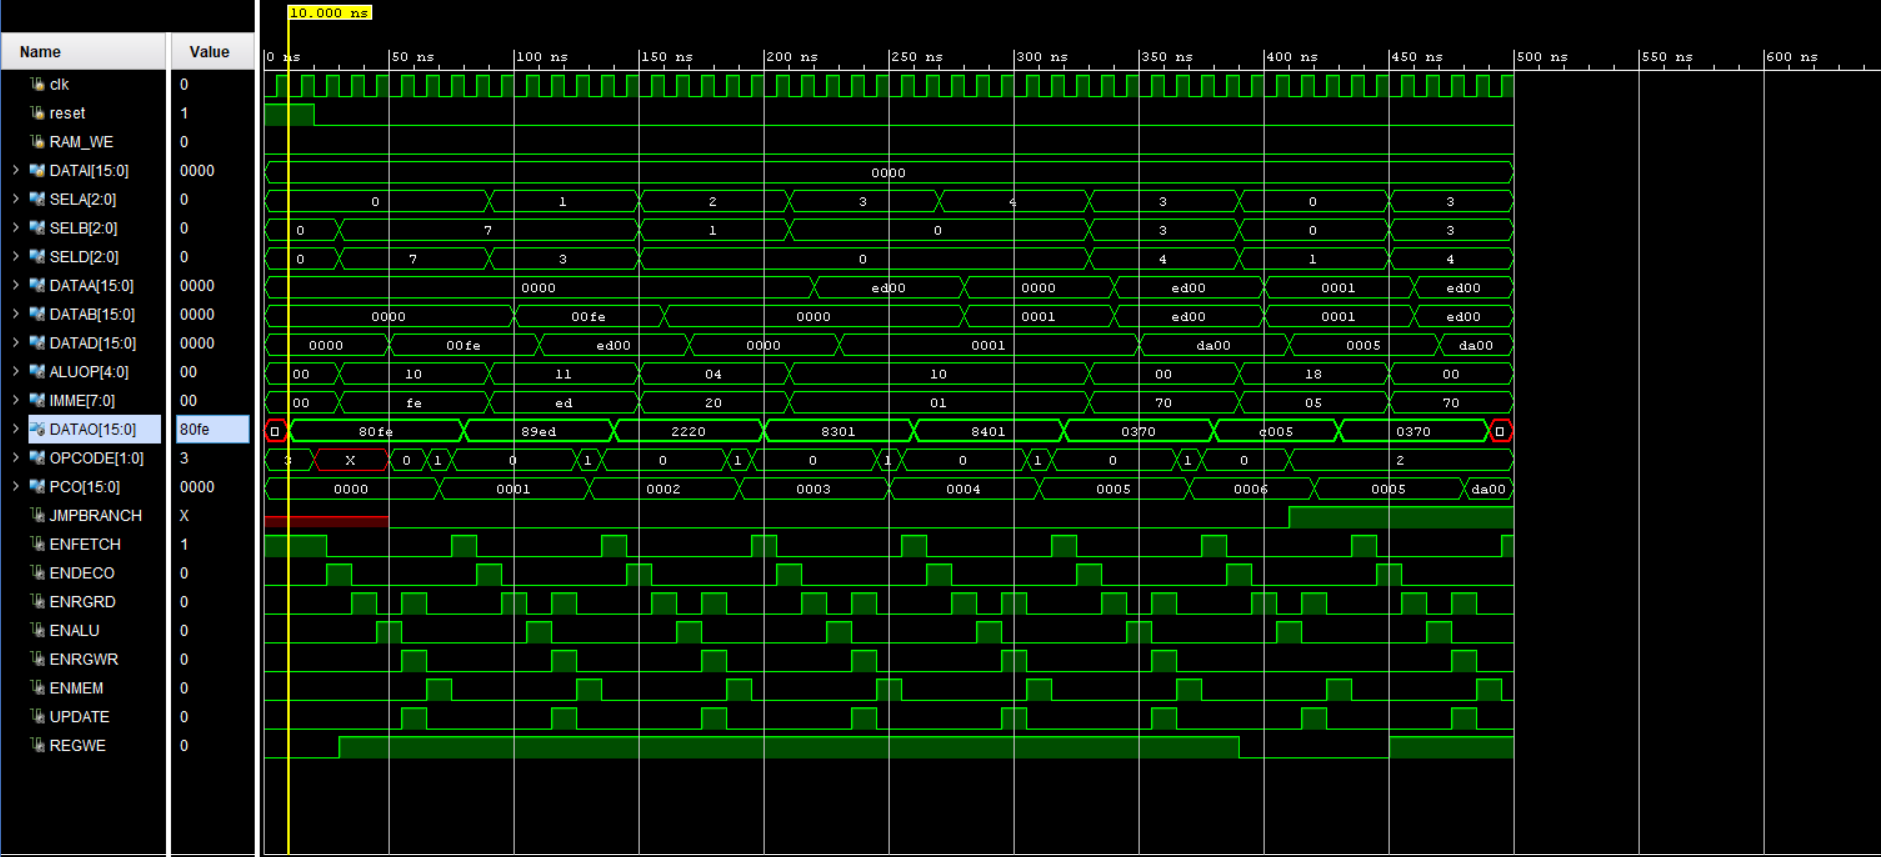 10.000 ns
Name Value
0 ns 50 ns 100 ns 150 ns 200 ns 250 ns 300 ns 350 ns 400 ns 450 ns 500 ns 550 ns 600 ns
clk 0
reset 1
RAM_WE 0
DATAI[15:0] 0000 0000
SELA[2:0] 0 0 1 2 3 4 3 0 3
SELB[2:0] 0 0 7 1 0 3 0 3
SELD[2:0] 0 0 7 3 0 4 1 4
DATAA[15:0] 0000 0000 ed00 0000 ed00 0001 ed00
DATAB[15:0] 0000 0000 00fe 0000 0001 ed00 0001 ed00
DATAD[15:0] 0000 0000 00fe ed00 0000 0001 da00 0005 da00
ALUOP[4:0] 00 00 10 11 04 10 00 18 00
IMME[7:0] 00 00 fe ed 20 01 70 05 70
DATAO[15:0] 80fe 80fe 89ed 2220 8301 8401 0370 c005 0370
OPCODE[1:0] 3 3 X 0 1 0 1 0 1 0 1 0 1 0 1 0 2
PCO[15:0] 0000 0000 0001 0002 0003 0004 0005 0006 0005 da00
JMPBRANCH X
ENFETCH 1
ENDECO 0
ENRGRD 0
ENALU 0
ENRGWR 0
ENMEM 0
UPDATE 0
REGWE 0